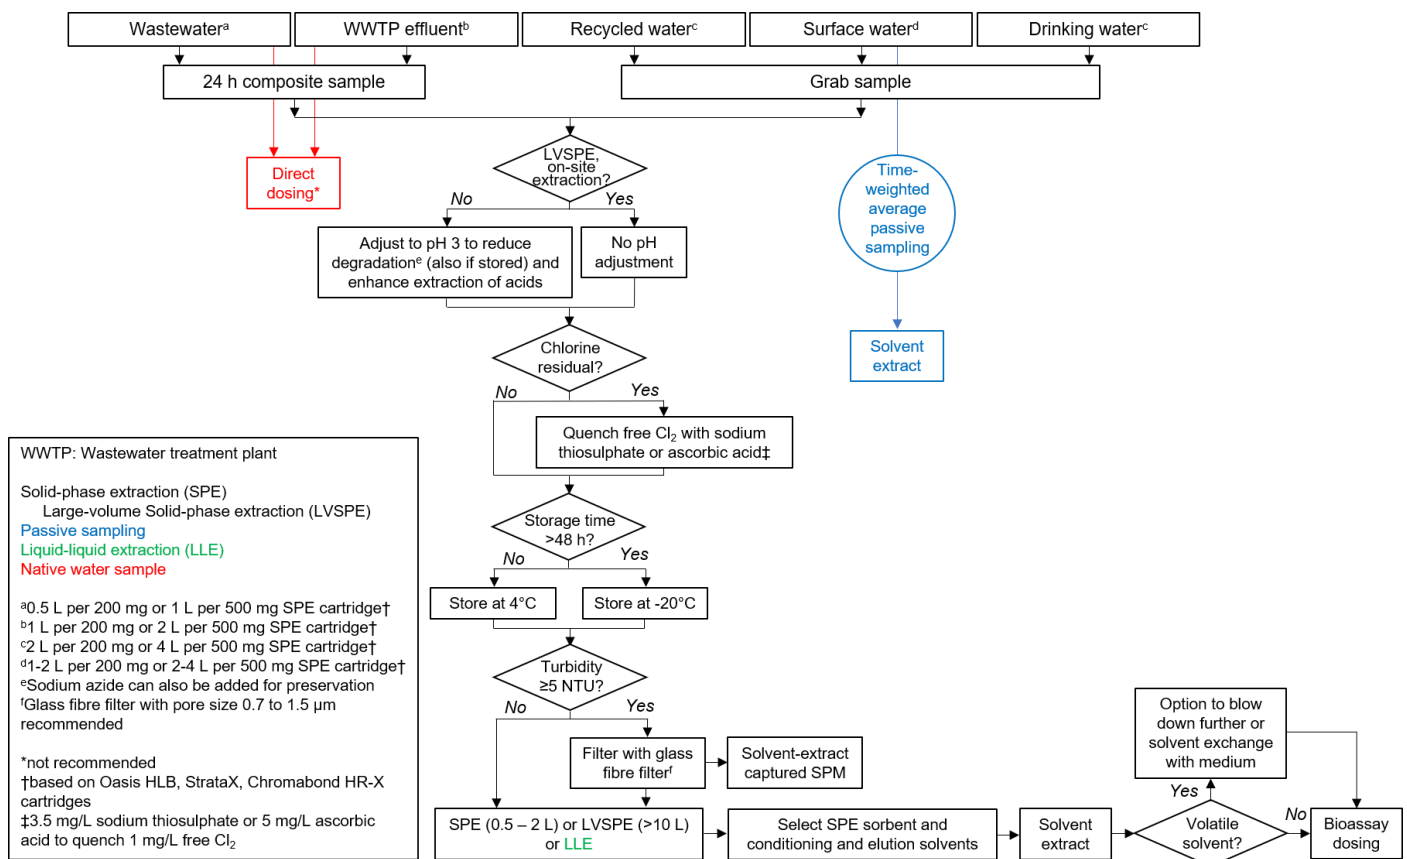 Wastewaterᵃ
WWTP effluentᵇ
Recycled waterᶜ
Surface waterᵈ
Drinking waterᶜ
24 h composite sample
Grab sample
Direct
dosing*
LVSPE,
on-site
extraction?
No
Yes
Time-
weighted
average
passive
sampling
Adjust to pH 3 to reduce
degradationᵉ (also if stored) and
enhance extraction of acids
No pH
adjustment
Chlorine
residual?
Solvent
extract
No
Yes
Quench free Cl₂ with sodium
thiosulphate or ascorbic acid‡
Storage time
>48 h?
No
Yes
Store at 4°C
Store at -20°C
Turbidity
≥5 NTU?
No
Yes
Filter with glass
fibre filterᶠ
Solvent-extract
captured SPM
SPE (0.5 – 2 L) or LVSPE (>10 L)
or LLE
Select SPE sorbent and
conditioning and elution solvents
Solvent
extract
Volatile
solvent?
Yes
No
Option to blow
down further or
solvent exchange
with medium
Bioassay
dosing
WWTP: Wastewater treatment plant
Solid-phase extraction (SPE)
Large-volume Solid-phase extraction (LVSPE)
Passive sampling
Liquid-liquid extraction (LLE)
Native water sample
ᵃ0.5 L per 200 mg or 1 L per 500 mg SPE cartridge†
ᵇ1 L per 200 mg or 2 L per 500 mg SPE cartridge†
ᶜ2 L per 200 mg or 4 L per 500 mg SPE cartridge†
ᵈ1-2 L per 200 mg or 2-4 L per 500 mg SPE cartridge†
ᵉSodium azide can also be added for preservation
ᶠGlass fibre filter with pore size 0.7 to 1.5 µm
recommended
*not recommended
†based on Oasis HLB, StrataX, Chromabond HR-X
cartridges
‡3.5 mg/L sodium thiosulphate or 5 mg/L ascorbic
acid to quench 1 mg/L free Cl₂